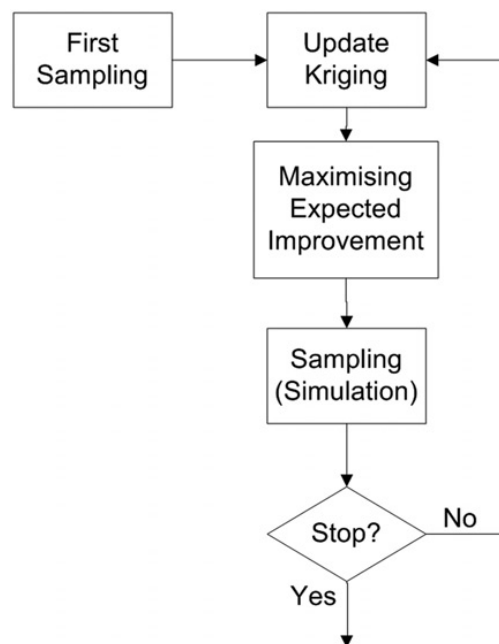 First
Sampling
Update
Kriging
Maximising
Expected
Improvement
Sampling
(Simulation)
Stop?
No
Yes